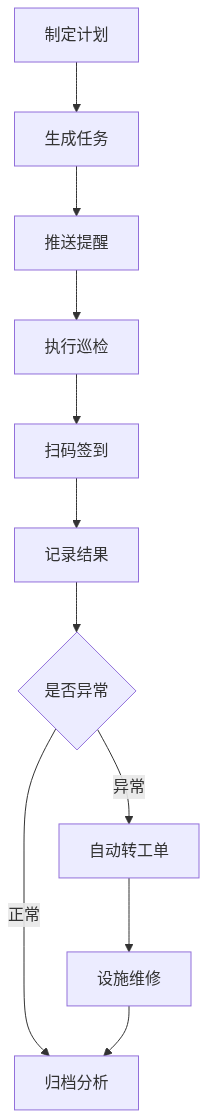 制定计划
生成任务
推送提醒
执行巡检
扫码签到
记录结果
是否异常
异常
自动转工单
正常
设施维修
归档分析